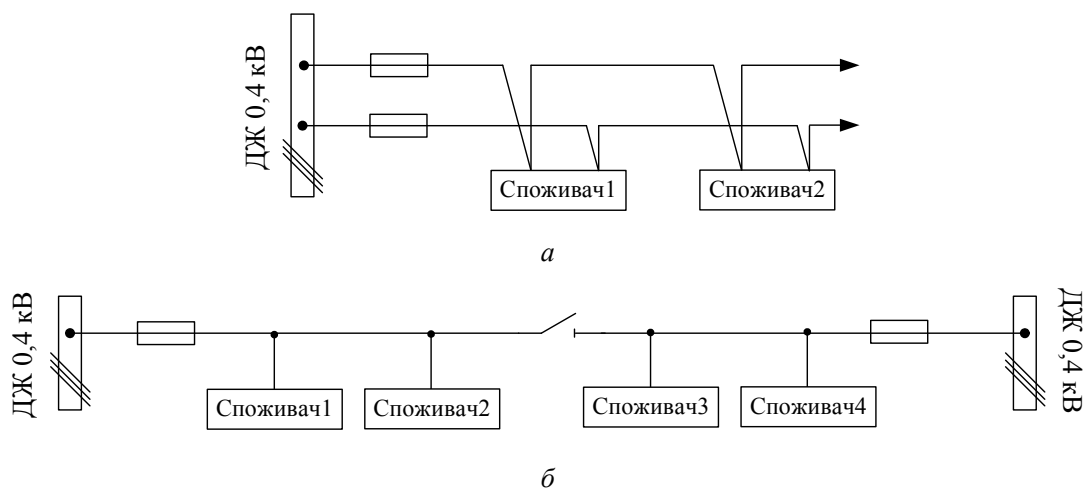 ДЖ 0,4 кВ
Споживач1
Споживач2
а
ДЖ 0,4 кВ
Споживач1
Споживач2
Споживач3
Споживач4
ДЖ 0,4 кВ
б